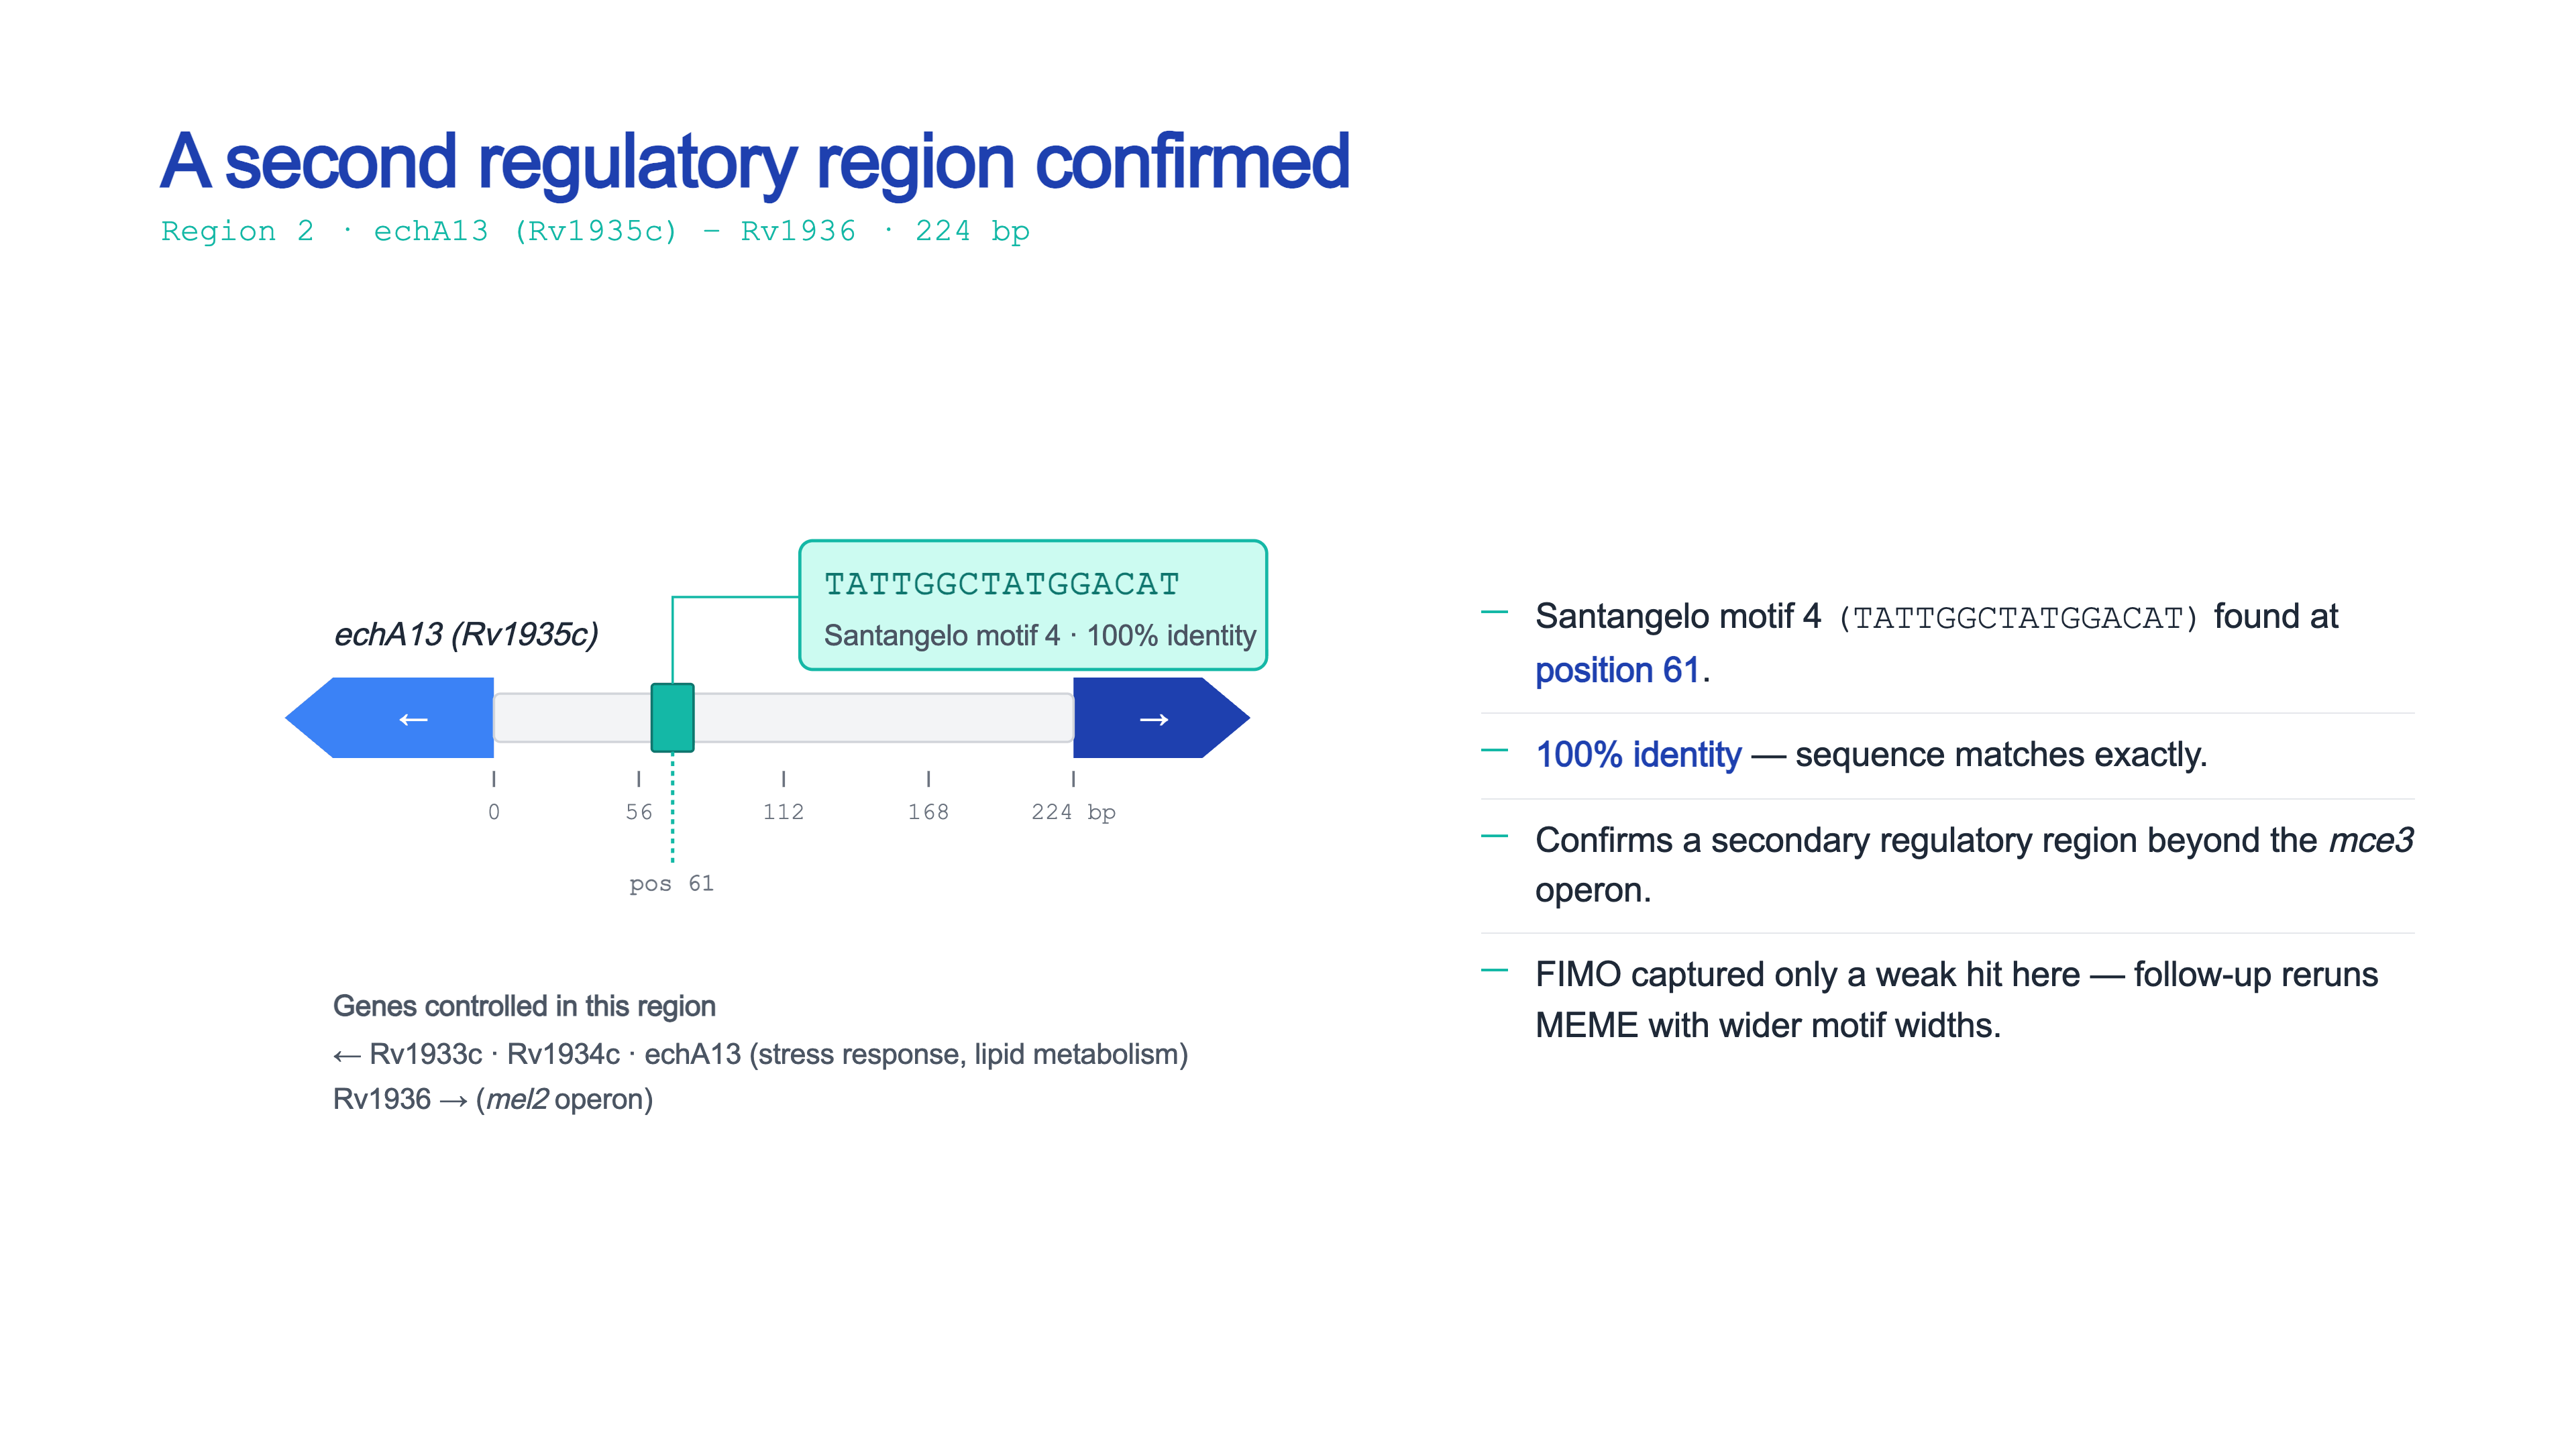 A second regulatory region confirmed
Region 2 · echA13 (Rv1935c) – Rv1936 · 224 bp
TATTGGCTATGGACAT
Santangelo motif 4 · 100% identity
echA13 (Rv1935c)
← →
0 56 112 168 224 bp
pos 61
Genes controlled in this region
← Rv1933c · Rv1934c · echA13 (stress response, lipid metabolism)
Rv1936 → (mel2 operon)
— Santangelo motif 4 (TATTGGCTATGGACAT) found at
position 61.
— 100% identity — sequence matches exactly.
— Confirms a secondary regulatory region beyond the mce3
operon.
— FIMO captured only a weak hit here — follow-up reruns
MEME with wider motif widths.